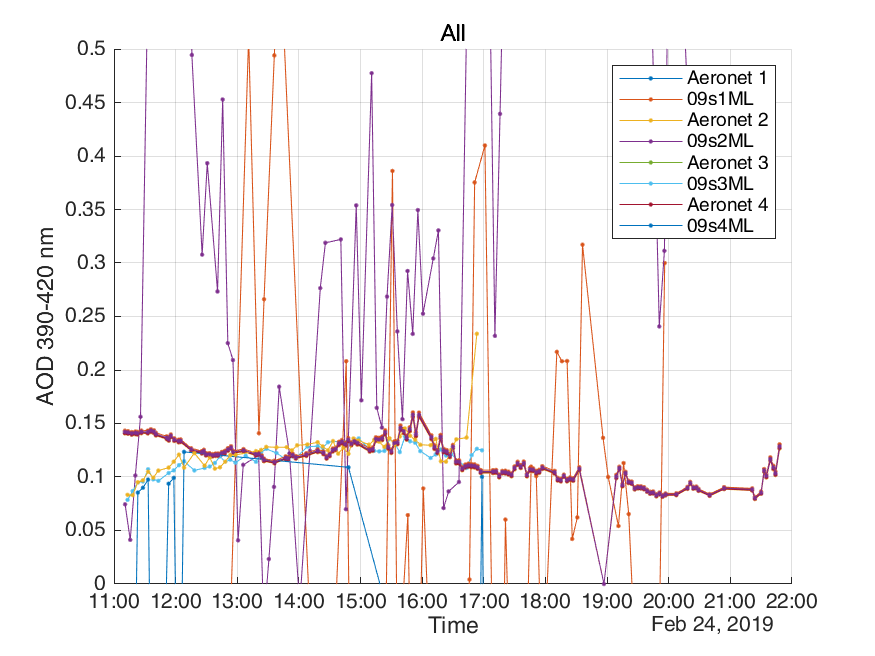 All
0.5
0.45
0.4
0.35
0.3
0.25
0.2
0.15
0.1
0.05
0
AOD 390-420 nm
Aeronet 1
09s1ML
Aeronet 2
09s2ML
Aeronet 3
09s3ML
Aeronet 4
09s4ML
11:00 12:00 13:00 14:00 15:00 16:00 17:00 18:00 19:00 20:00 21:00 22:00
Time
Feb 24, 2019